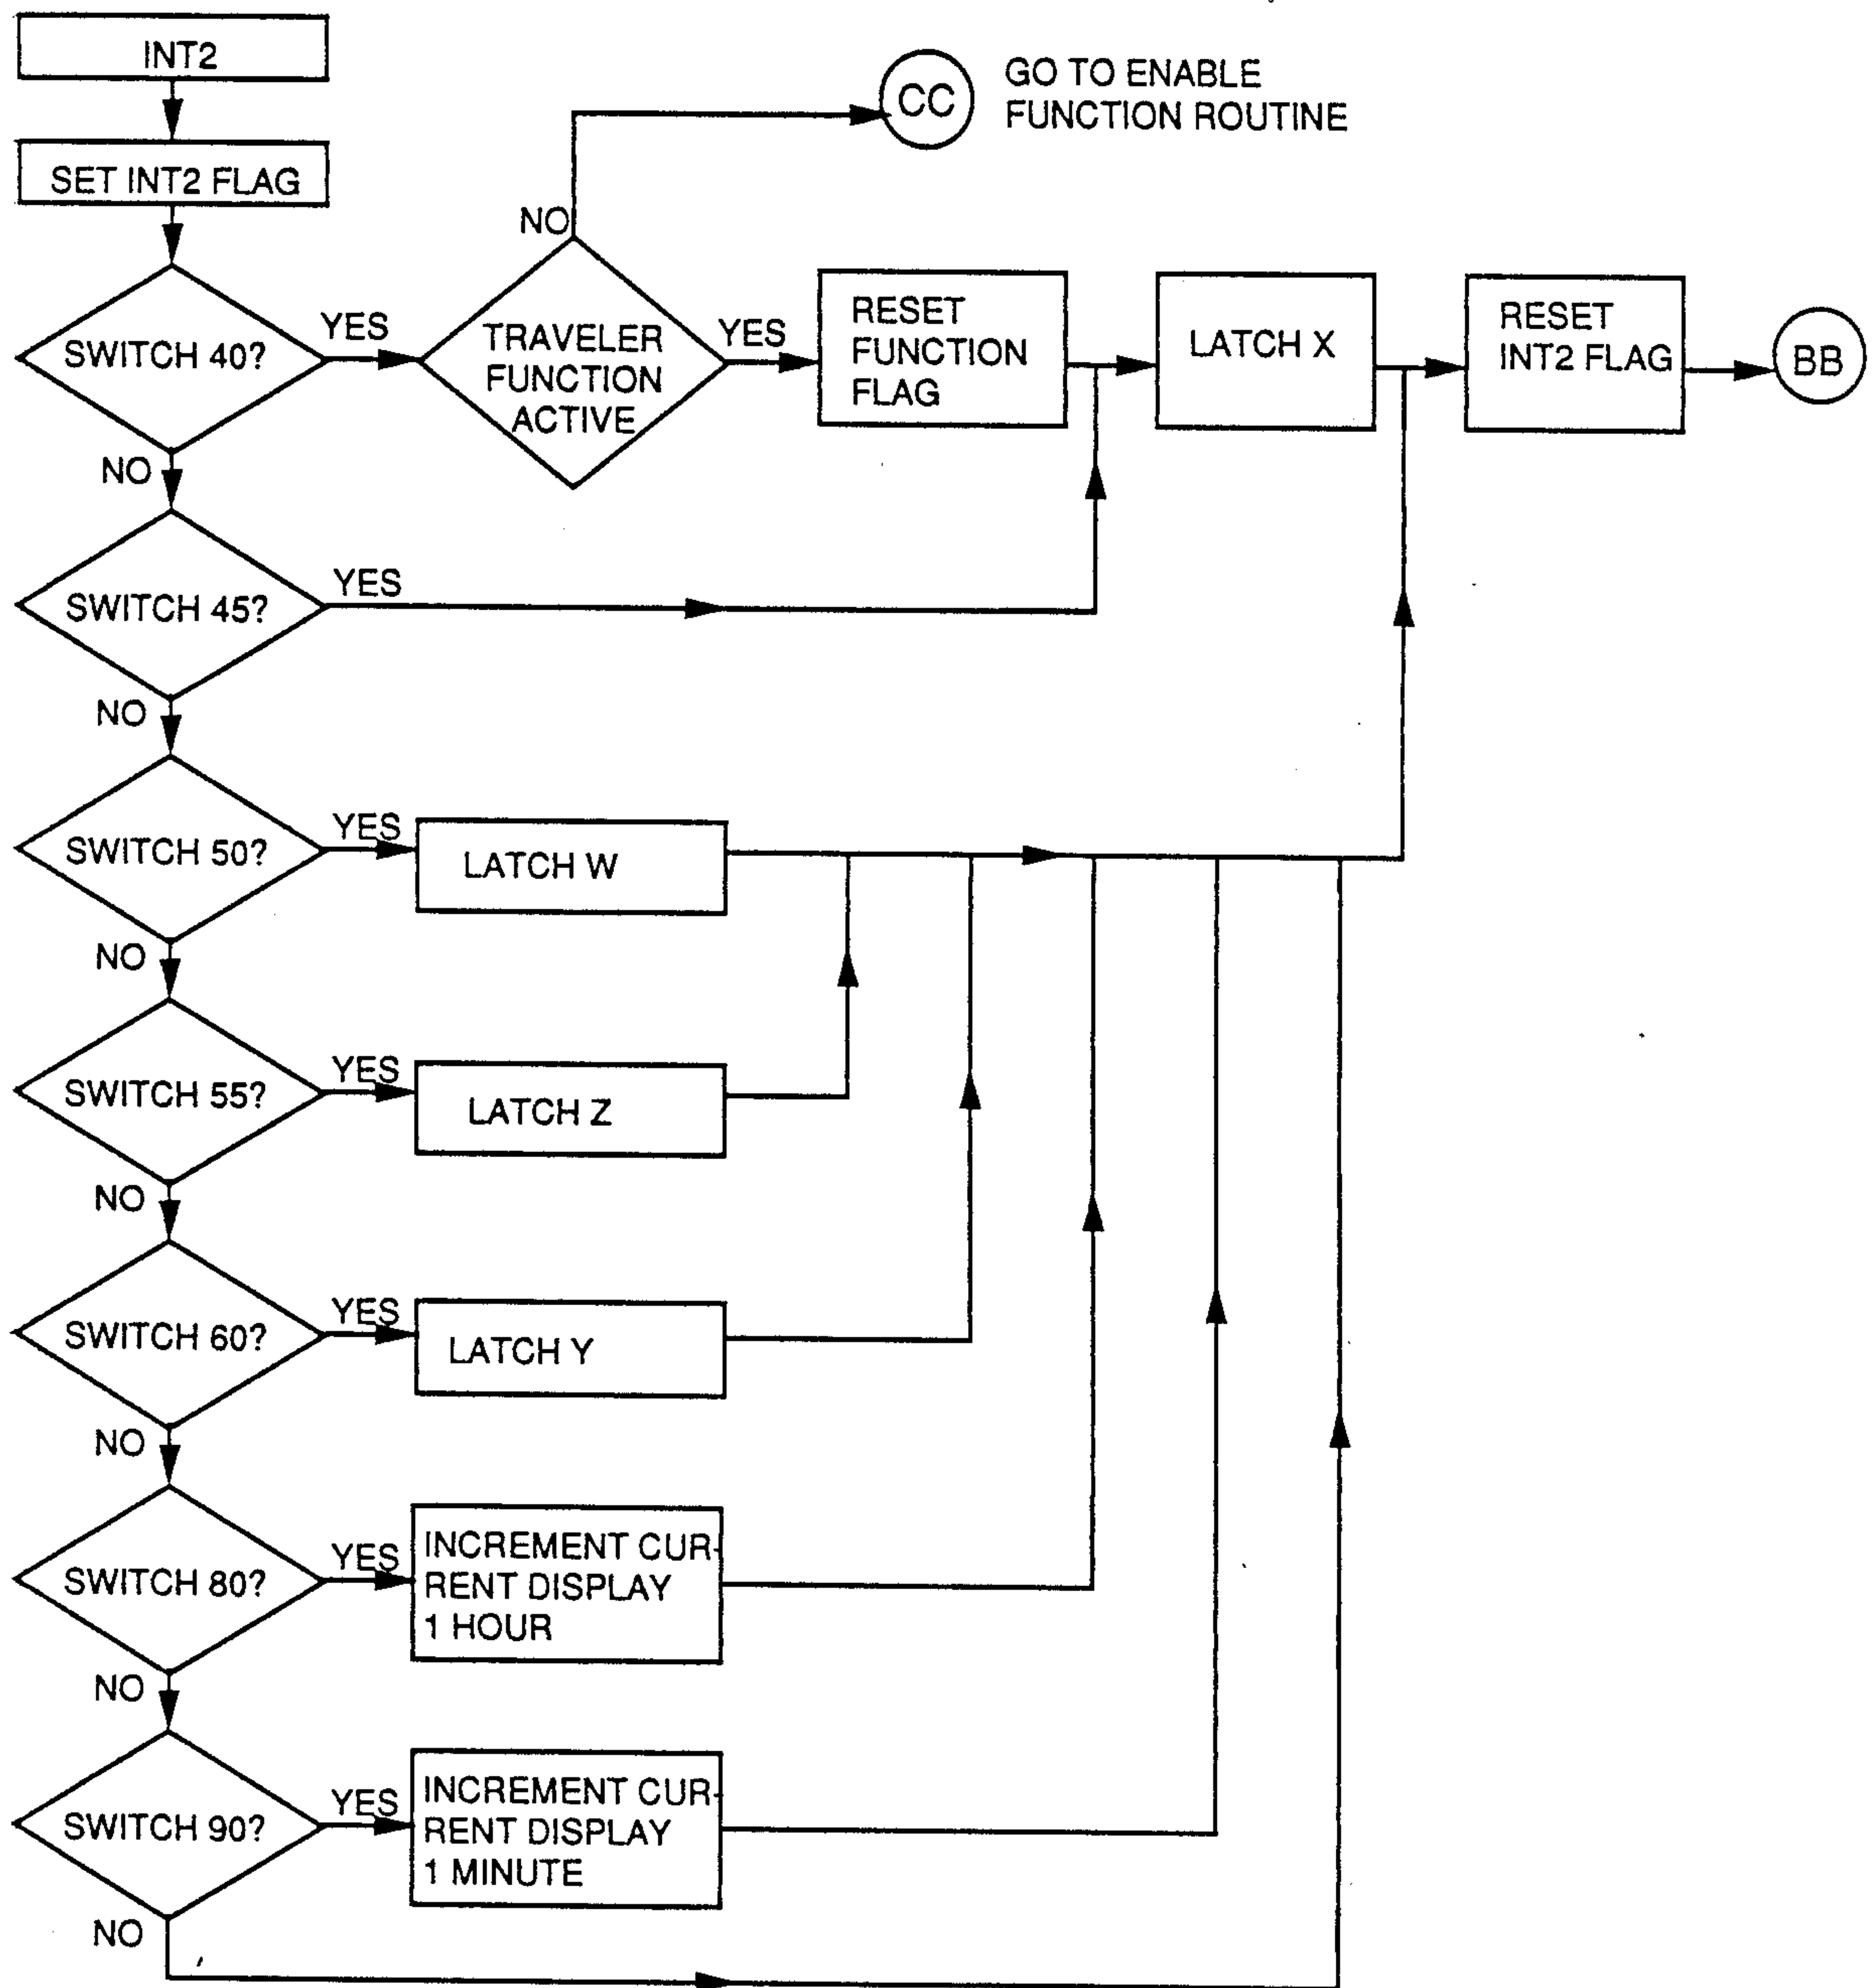 INT2
SET INT2 FLAG
CC
GO TO ENABLE
FUNCTION ROUTINE
NO
SWITCH 40?
YES
TRAVELER
FUNCTION
ACTIVE
YES
RESET
FUNCTION
FLAG
LATCH X
RESET
INT2 FLAG
BB
NO
SWITCH 45?
YES
NO
SWITCH 50?
YES
LATCH W
NO
SWITCH 55?
YES
LATCH Z
NO
SWITCH 60?
YES
LATCH Y
NO
SWITCH 80?
YES
INCREMENT CUR-
RENT DISPLAY
1 HOUR
NO
SWITCH 90?
YES
INCREMENT CUR-
RENT DISPLAY
1 MINUTE
NO